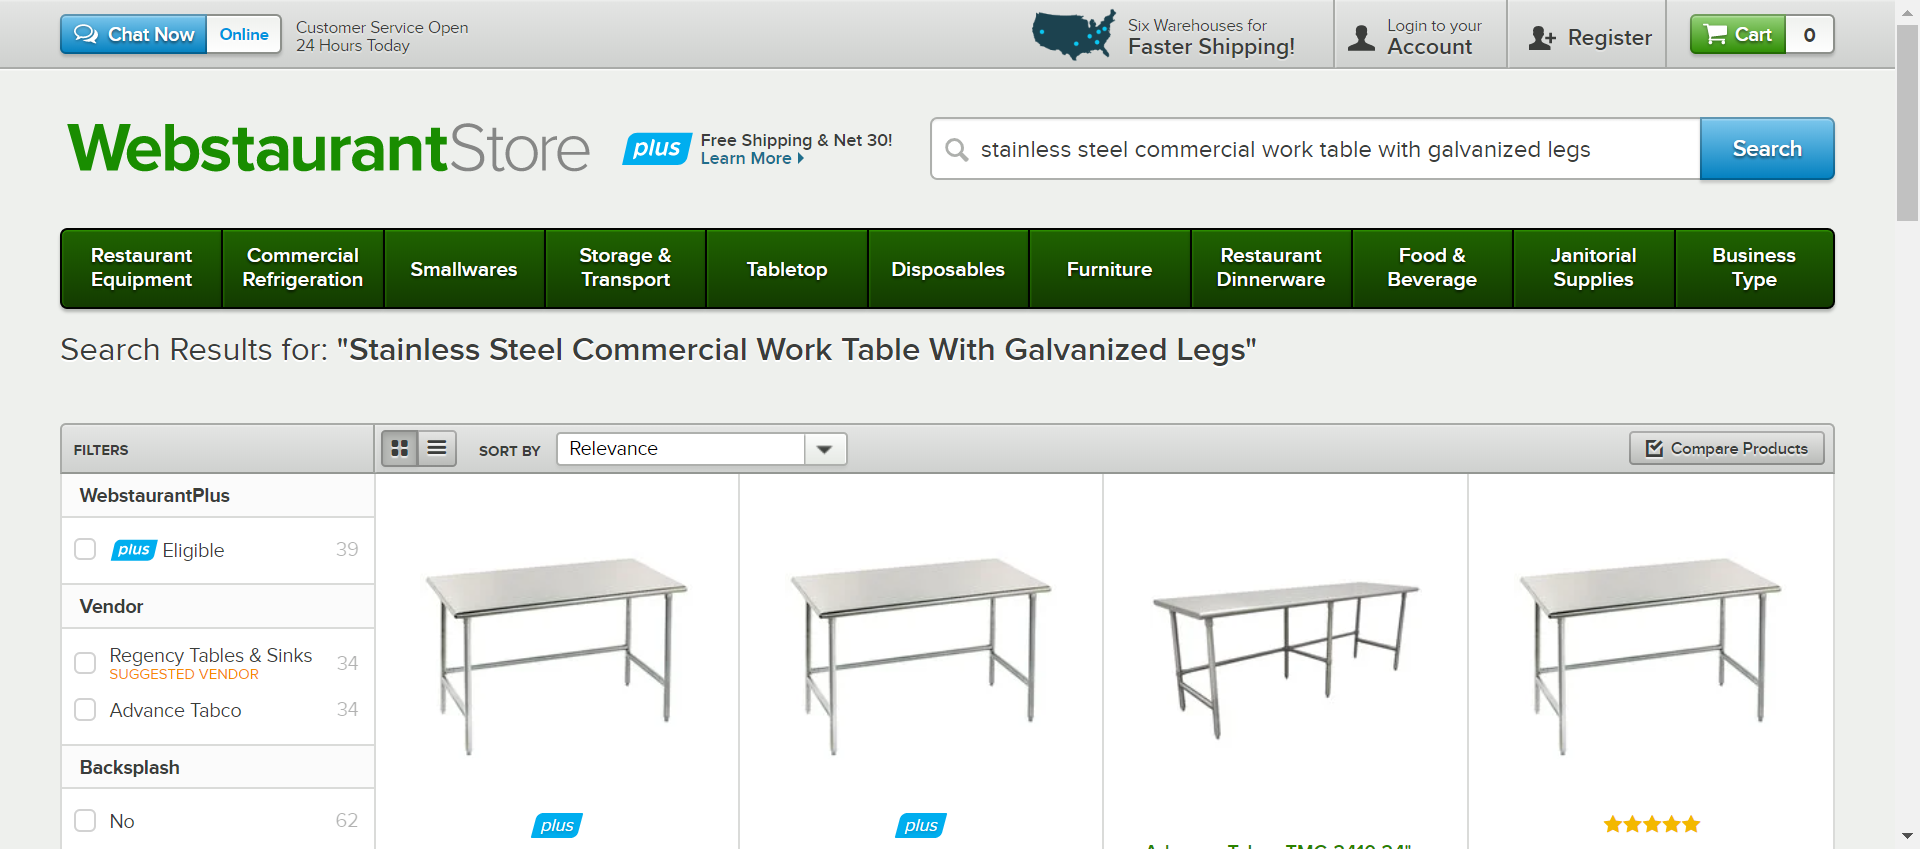 Chat Now
Online
Customer Service Open
24 Hours Today
Six Warehouses for
Faster Shipping!
Login to your
Account
Register
Cart
0
WebstaurantStore
plus
Free Shipping & Net 30!
Learn More
stainless steel commercial work table with galvanized legs
Search
Restaurant
Equipment
Commercial
Refrigeration
Smallwares
Storage &
Transport
Tabletop
Disposables
Furniture
Restaurant
Dinnerware
Food &
Beverage
Janitorial
Supplies
Business
Type
Search Results for: "Stainless Steel Commercial Work Table With Galvanized Legs"
FILTERS
SORT BY
Relevance
Compare Products
WebstaurantPlus
plus Eligible 39
Vendor
Regency Tables & Sinks 34
SUGGESTED VENDOR
Advance Tabco 34
Backsplash
No 62
plus
plus